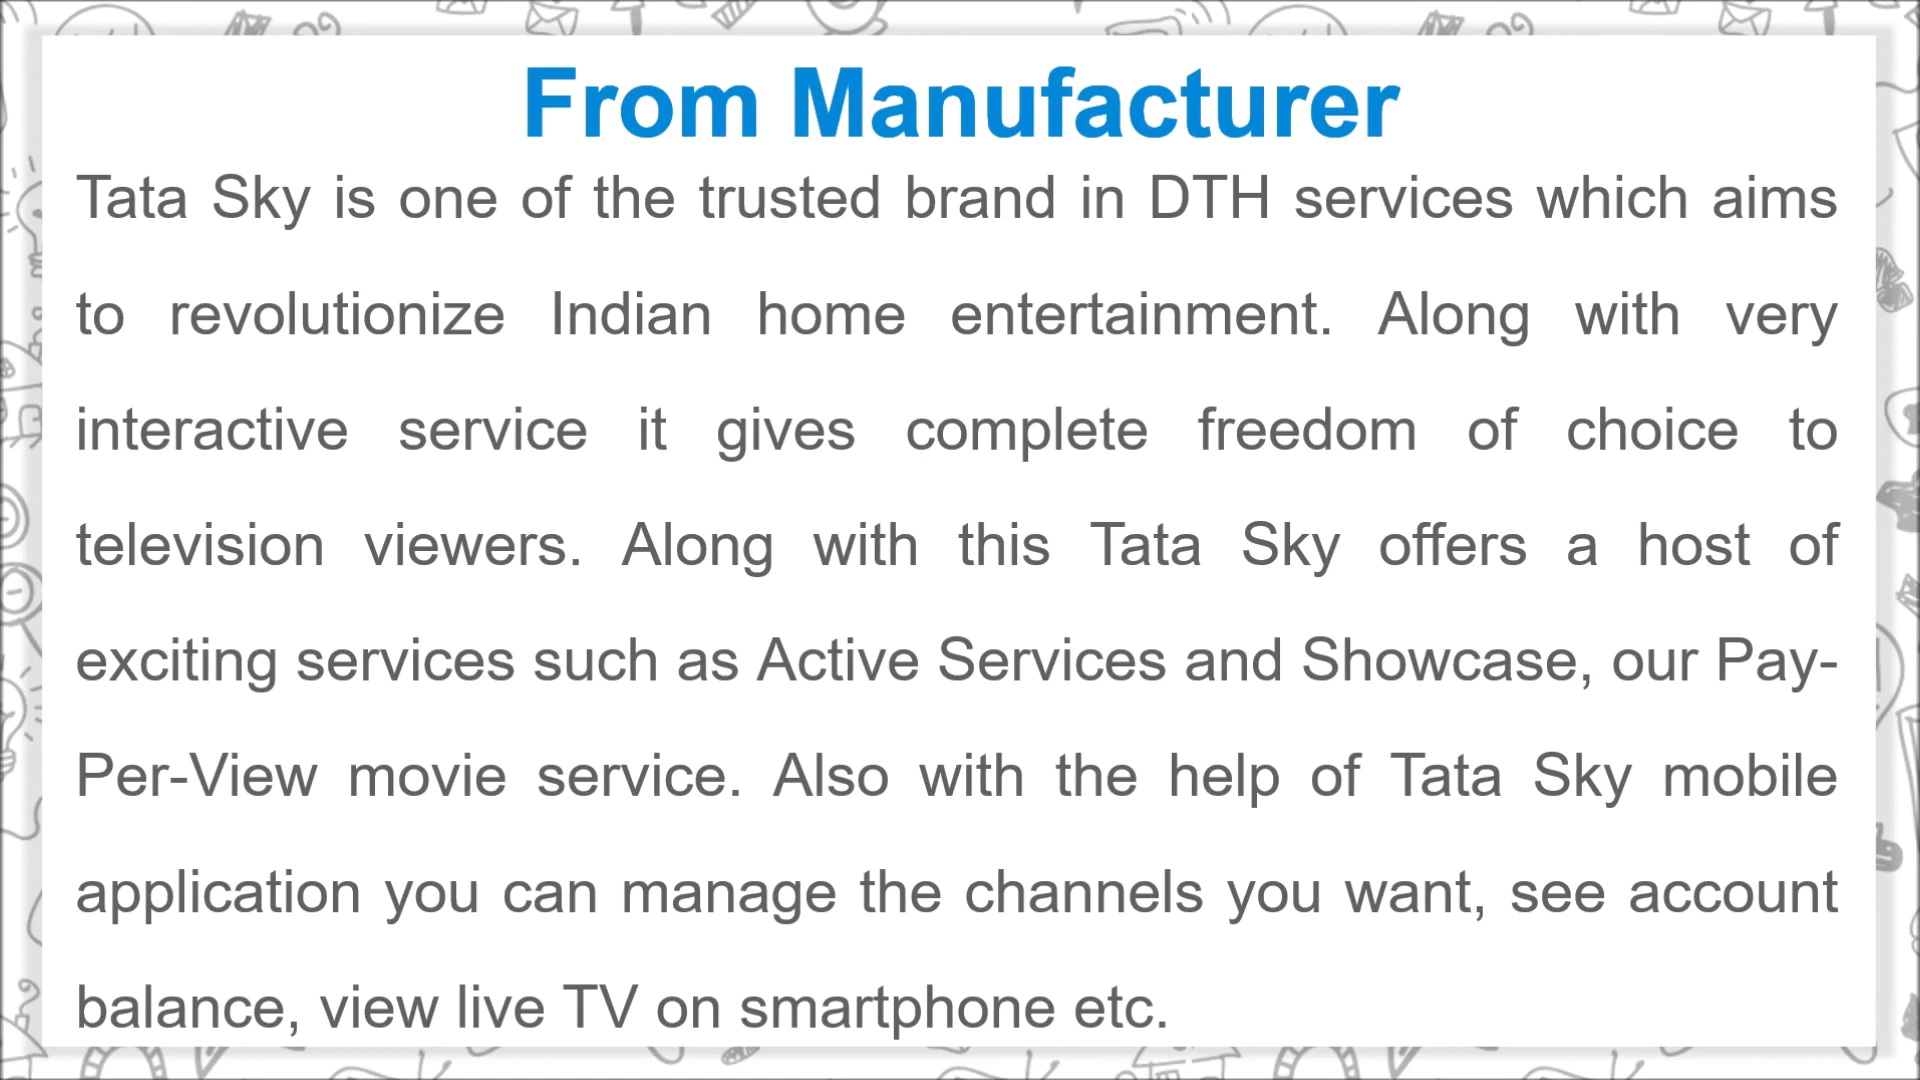 From Manufacturer
Tata Sky is one of the trusted brand in DTH services which aims
to revolutionize Indian home entertainment. Along with very
interactive service it gives complete freedom of choice to
television viewers. Along with this Tata Sky offers a host of
exciting services such as Active Services and Showcase, our Pay-
Per-View movie service. Also with the help of Tata Sky mobile
application you can manage the channels you want, see account
balance, view live TV on smartphone etc.